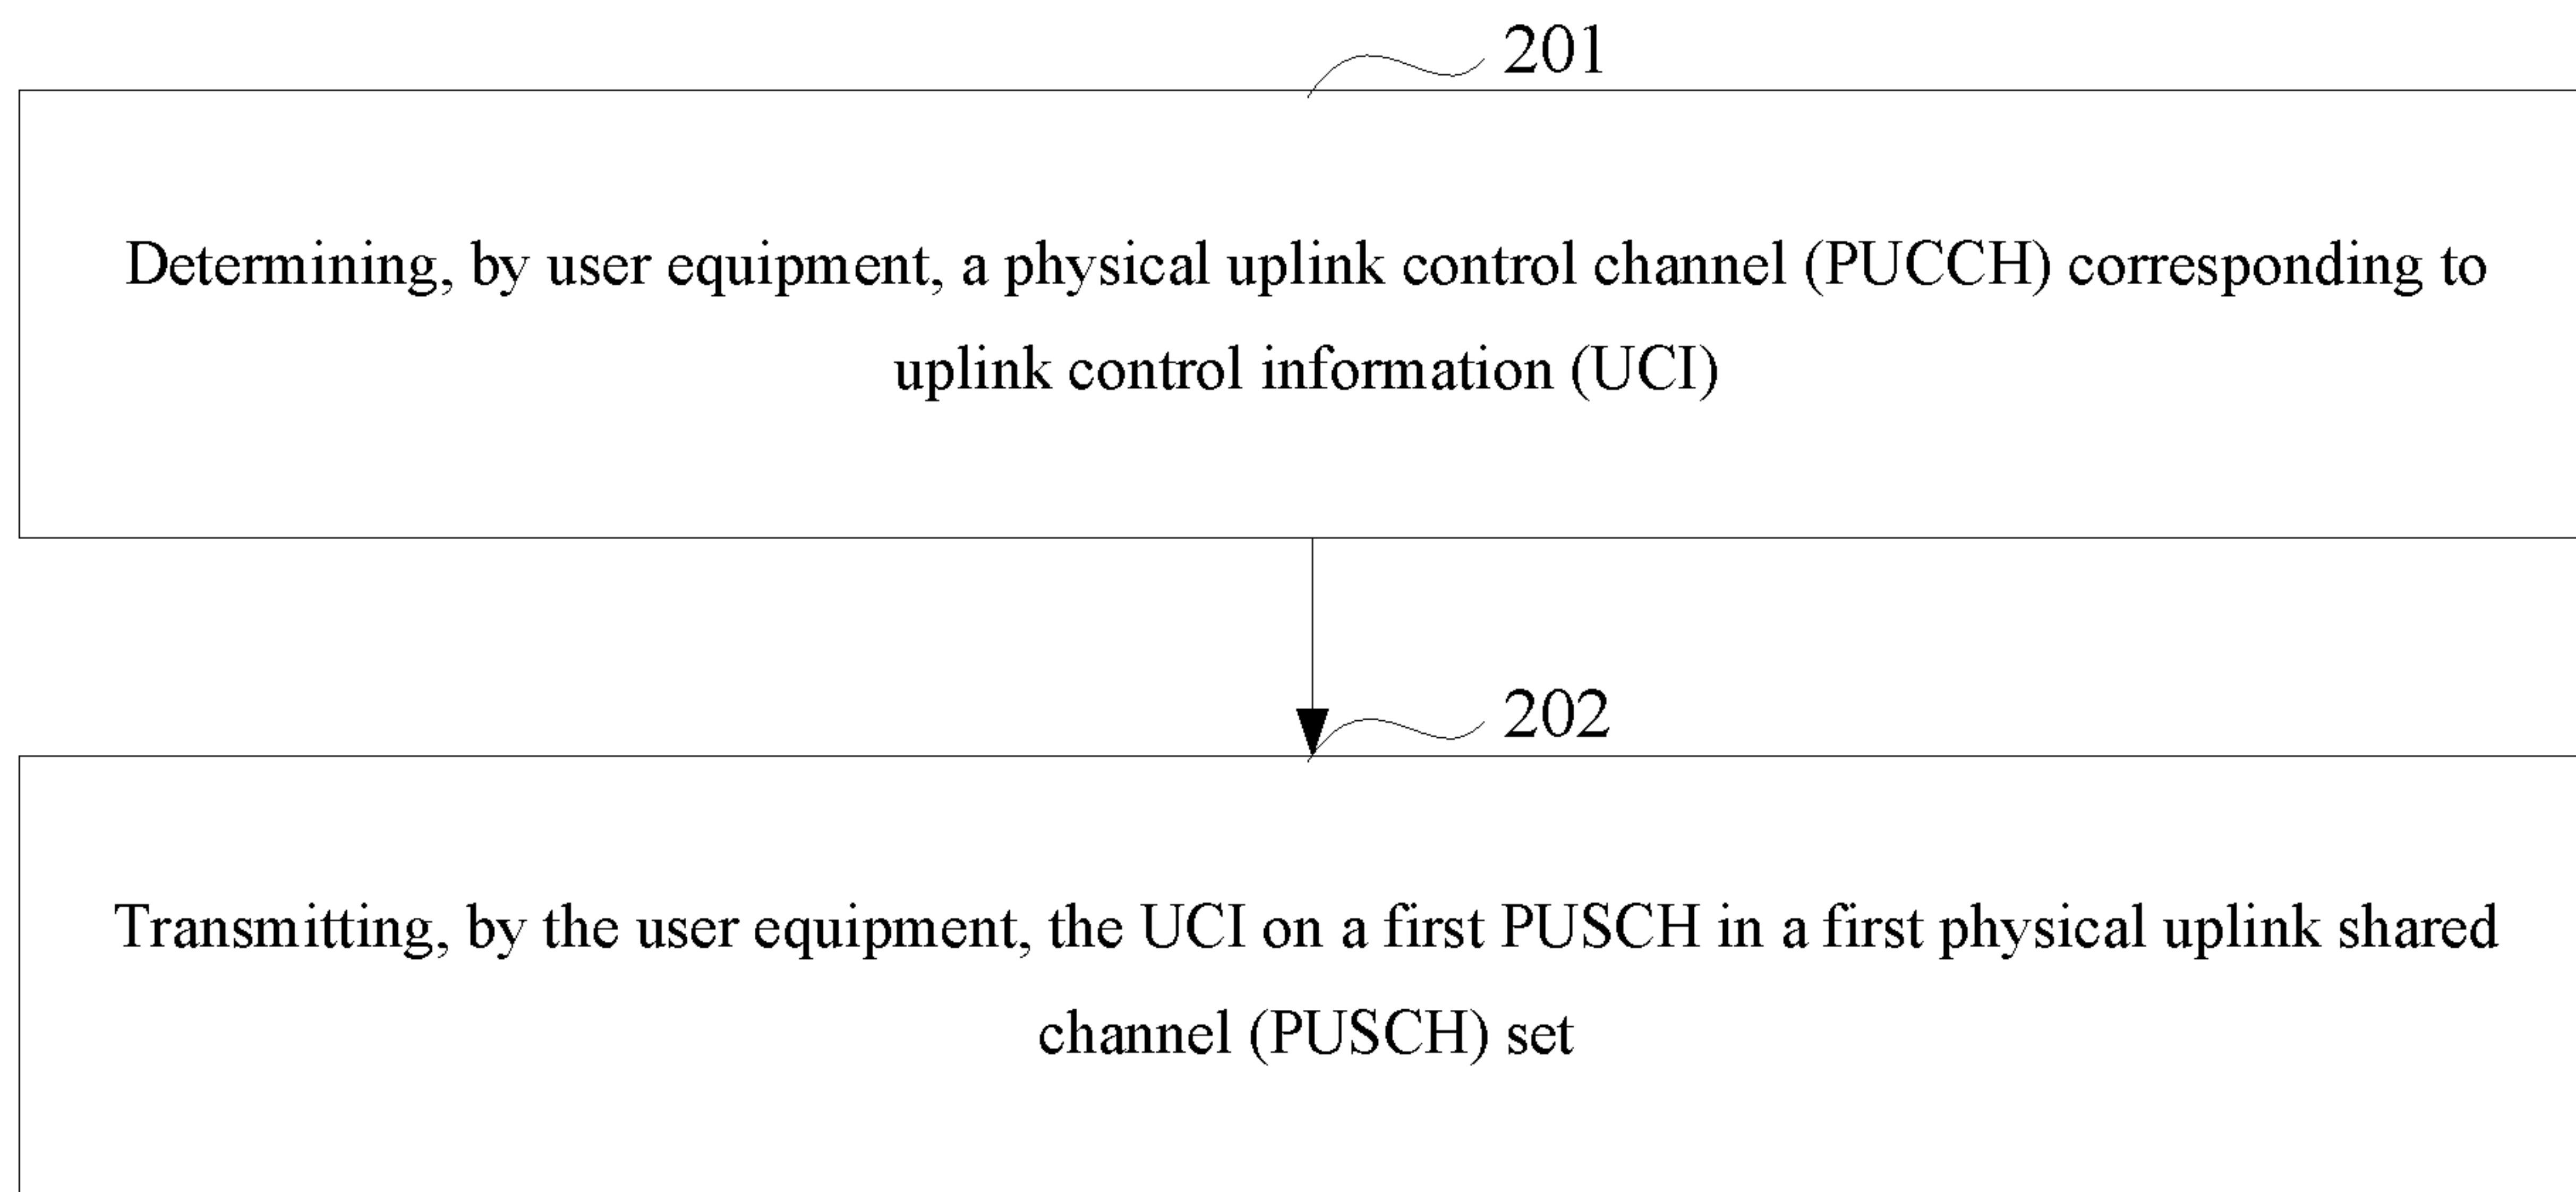 201
Determining, by user equipment, a physical uplink control channel (PUCCH) corresponding to
uplink control information (UCI)
202
Transmitting, by the user equipment, the UCI on a first PUSCH in a first physical uplink shared
channel (PUSCH) set